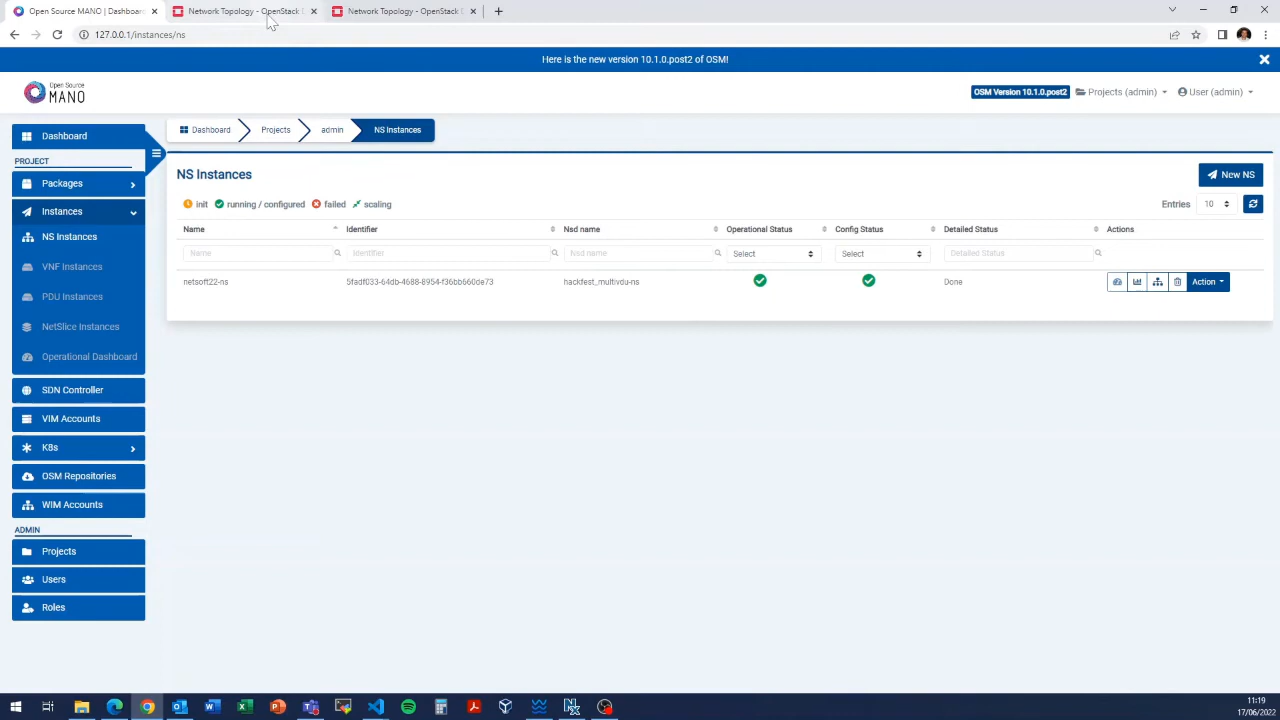 Open Source MANO | Dashboar
Network Topology - OpenStack D
Network Topology - OpenStack D
127.0.0.1/instances/ns
Here is the new version 10.1.0.post2 of OSM!
Open Source
MANO
OSM Version 10.1.0.post2
Projects (admin)
User (admin)
Dashboard
PROJECT
Packages
Instances
NS Instances
VNF Instances
PDU Instances
NetSlice Instances
Operational Dashboard
SDN Controller
VIM Accounts
K8s
OSM Repositories
WIM Accounts
ADMIN
Projects
Users
Roles
Dashboard
Projects
admin
NS Instances
NS Instances
New NS
init
running / configured
failed
scaling
Entries
10
Name
Identifier
Nsd name
Operational Status
Config Status
Detailed Status
Actions
Name
Identifier
Nsd name
Select
Select
Detailed Status
netsoft22-ns
5fadf033-64db-4688-8954-f36bb660de73
hackfest_multivdu-ns
Done
Action
11:19
17/06/2022